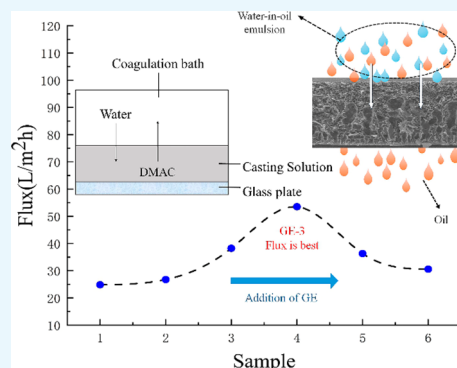 Water-in-oil
emulsion
Coagulation bath
Water
DMAC
Casting Solution
Glass plate
Oil
GE-3
Flux is best
Addition of GE
Flux(L/m²h)
120
110
100
90
80
70
60
50
40
30
20
10
1 2 3 4 5 6
Sample